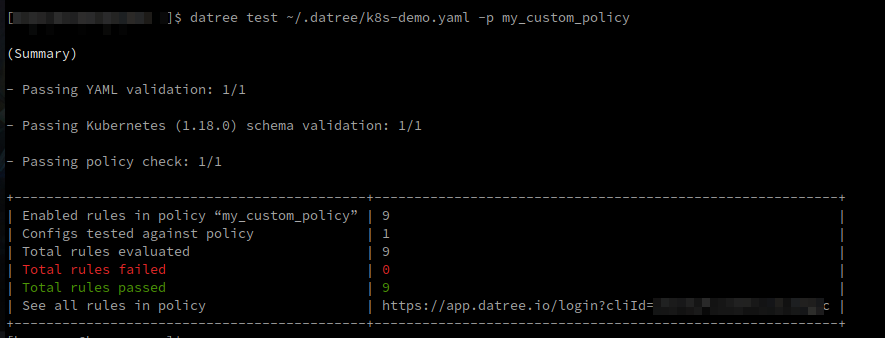 [ ]$ datree test ~/.datree/k8s-demo.yaml -p my_custom_policy
(Summary)
- Passing YAML validation: 1/1
- Passing Kubernetes (1.18.0) schema validation: 1/1
- Passing policy check: 1/1
| Enabled rules in policy “my_custom_policy” | 9 |
| Configs tested against policy | 1 |
| Total rules evaluated | 9 |
| Total rules failed | 0 |
| Total rules passed | 9 |
| See all rules in policy | https://app.datree.io/login?cliId= c |